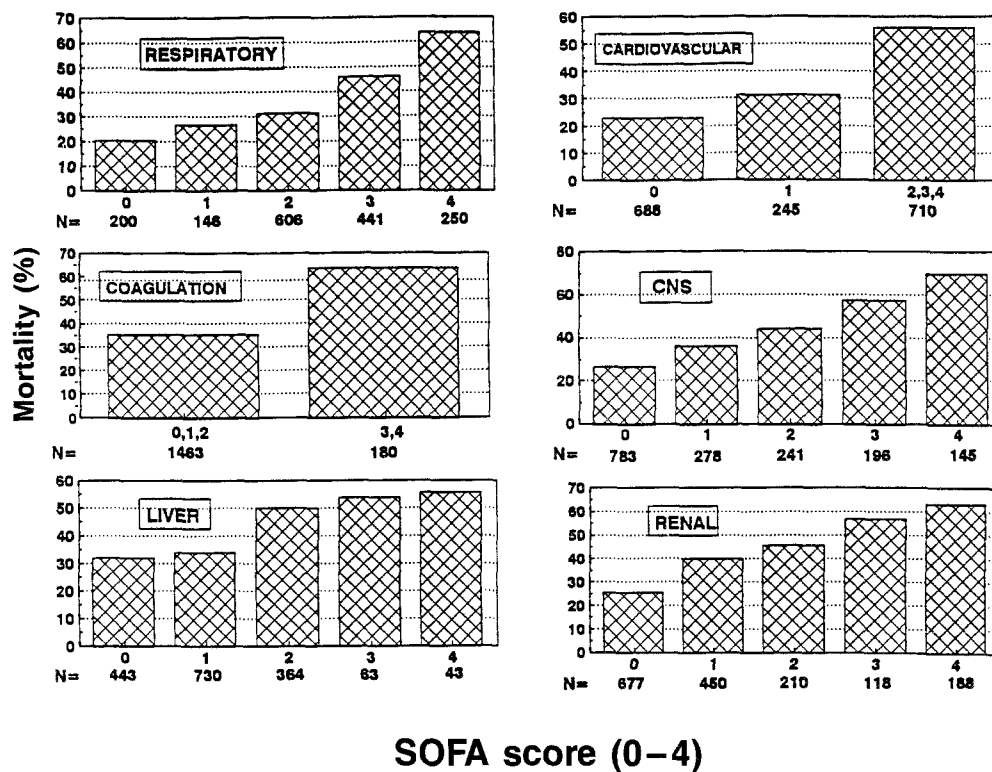 Mortality (%)
RESPIRATORY
70
60
50
40
30
20
10
0
0 1 2 3 4
N= 200 146 606 441 250
CARDIOVASCULAR
60
50
40
30
20
10
0
0 1 2,3,4
N= 688 245 710
COAGULATION
70
60
50
40
30
20
10
0
0,1,2 3,4
N= 1463 180
CNS
80
60
40
20
0
0 1 2 3 4
N= 783 278 241 196 145
LIVER
60
50
40
30
20
10
0
0 1 2 3 4
N= 443 730 364 63 43
RENAL
70
60
50
40
30
20
10
0
0 1 2 3 4
N= 677 450 210 118 188
SOFA score (0–4)